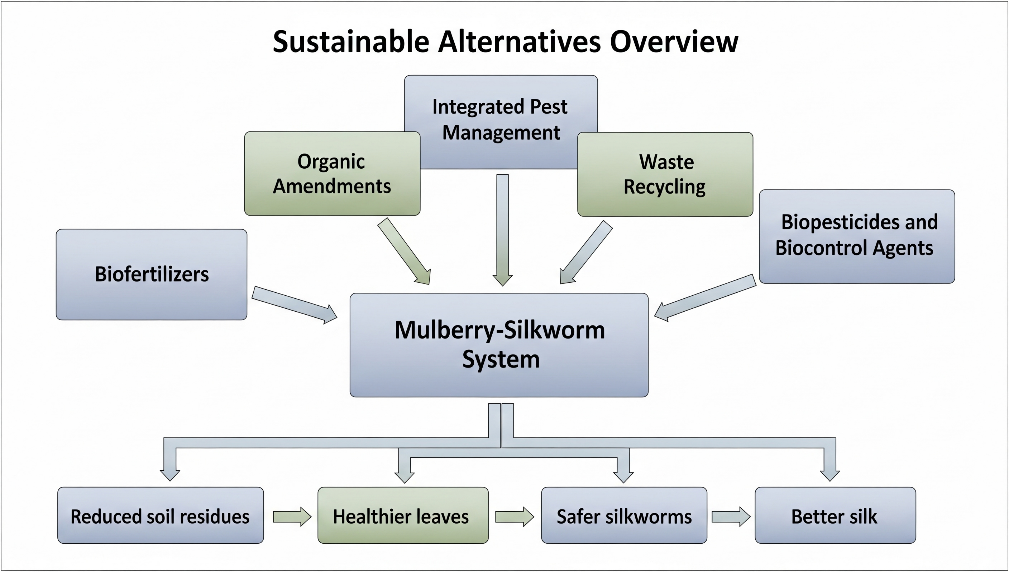 Sustainable Alternatives Overview
Integrated Pest
Management
Organic
Amendments
Waste
Recycling
Biopesticides and
Biocontrol Agents
Biofertilizers
Mulberry-Silkworm
System
Reduced soil residues
Healthier leaves
Safer silkworms
Better silk